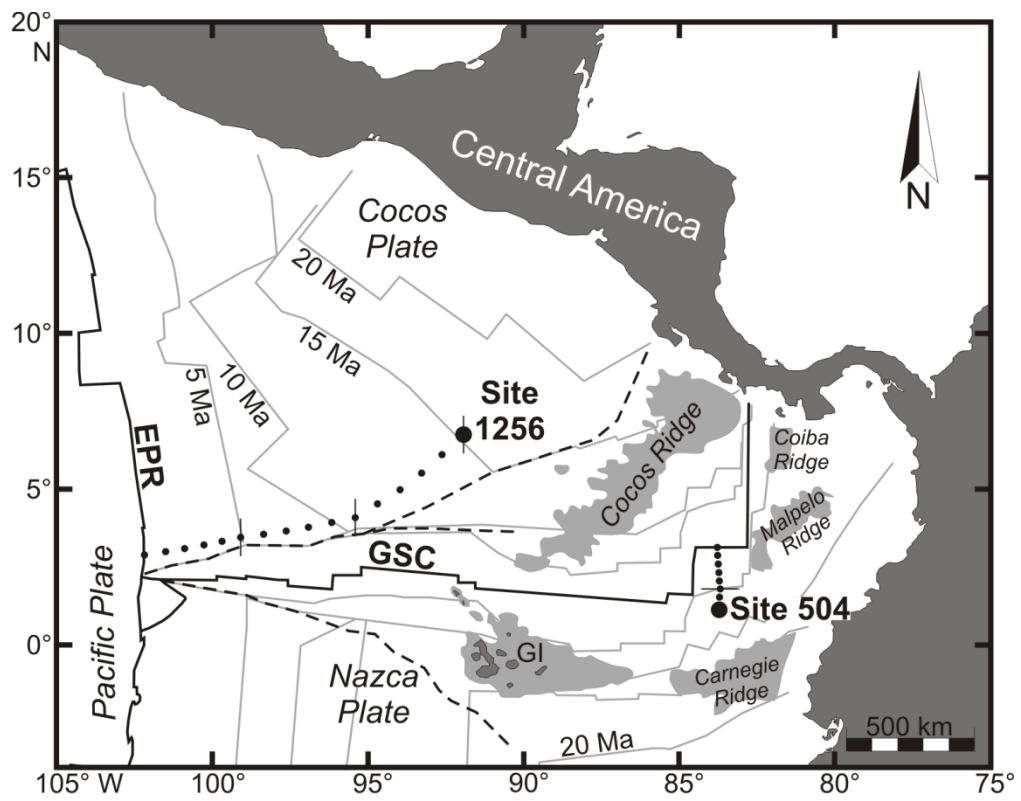 20°
N
15°
10°
5°
0°
105° W
100°
95°
90°
85°
80°
75°
Central America
N
Cocos
Plate
20 Ma
15 Ma
10 Ma
5 Ma
Site
1256
EPR
Cocos Ridge
Coiba
Ridge
Malpelo
Ridge
GSC
Site 504
Pacific Plate
GI
Nazca
Plate
Carnegie
Ridge
20 Ma
500 km